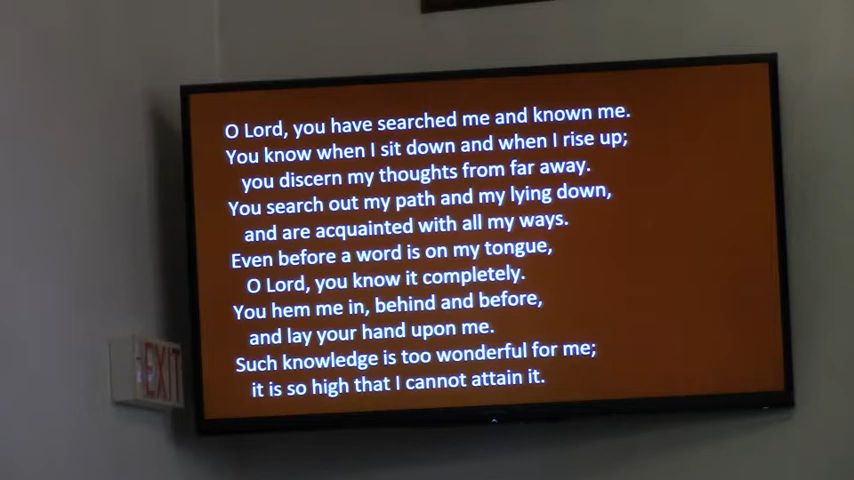 O Lord, you have searched me and known me.
You know when I sit down and when I rise up;
you discern my thoughts from far away.
You search out my path and my lying down,
and are acquainted with all my ways.
Even before a word is on my tongue,
O Lord, you know it completely.
You hem me in, behind and before,
and lay your hand upon me.
Such knowledge is too wonderful for me;
it is so high that I cannot attain it.
EXIT